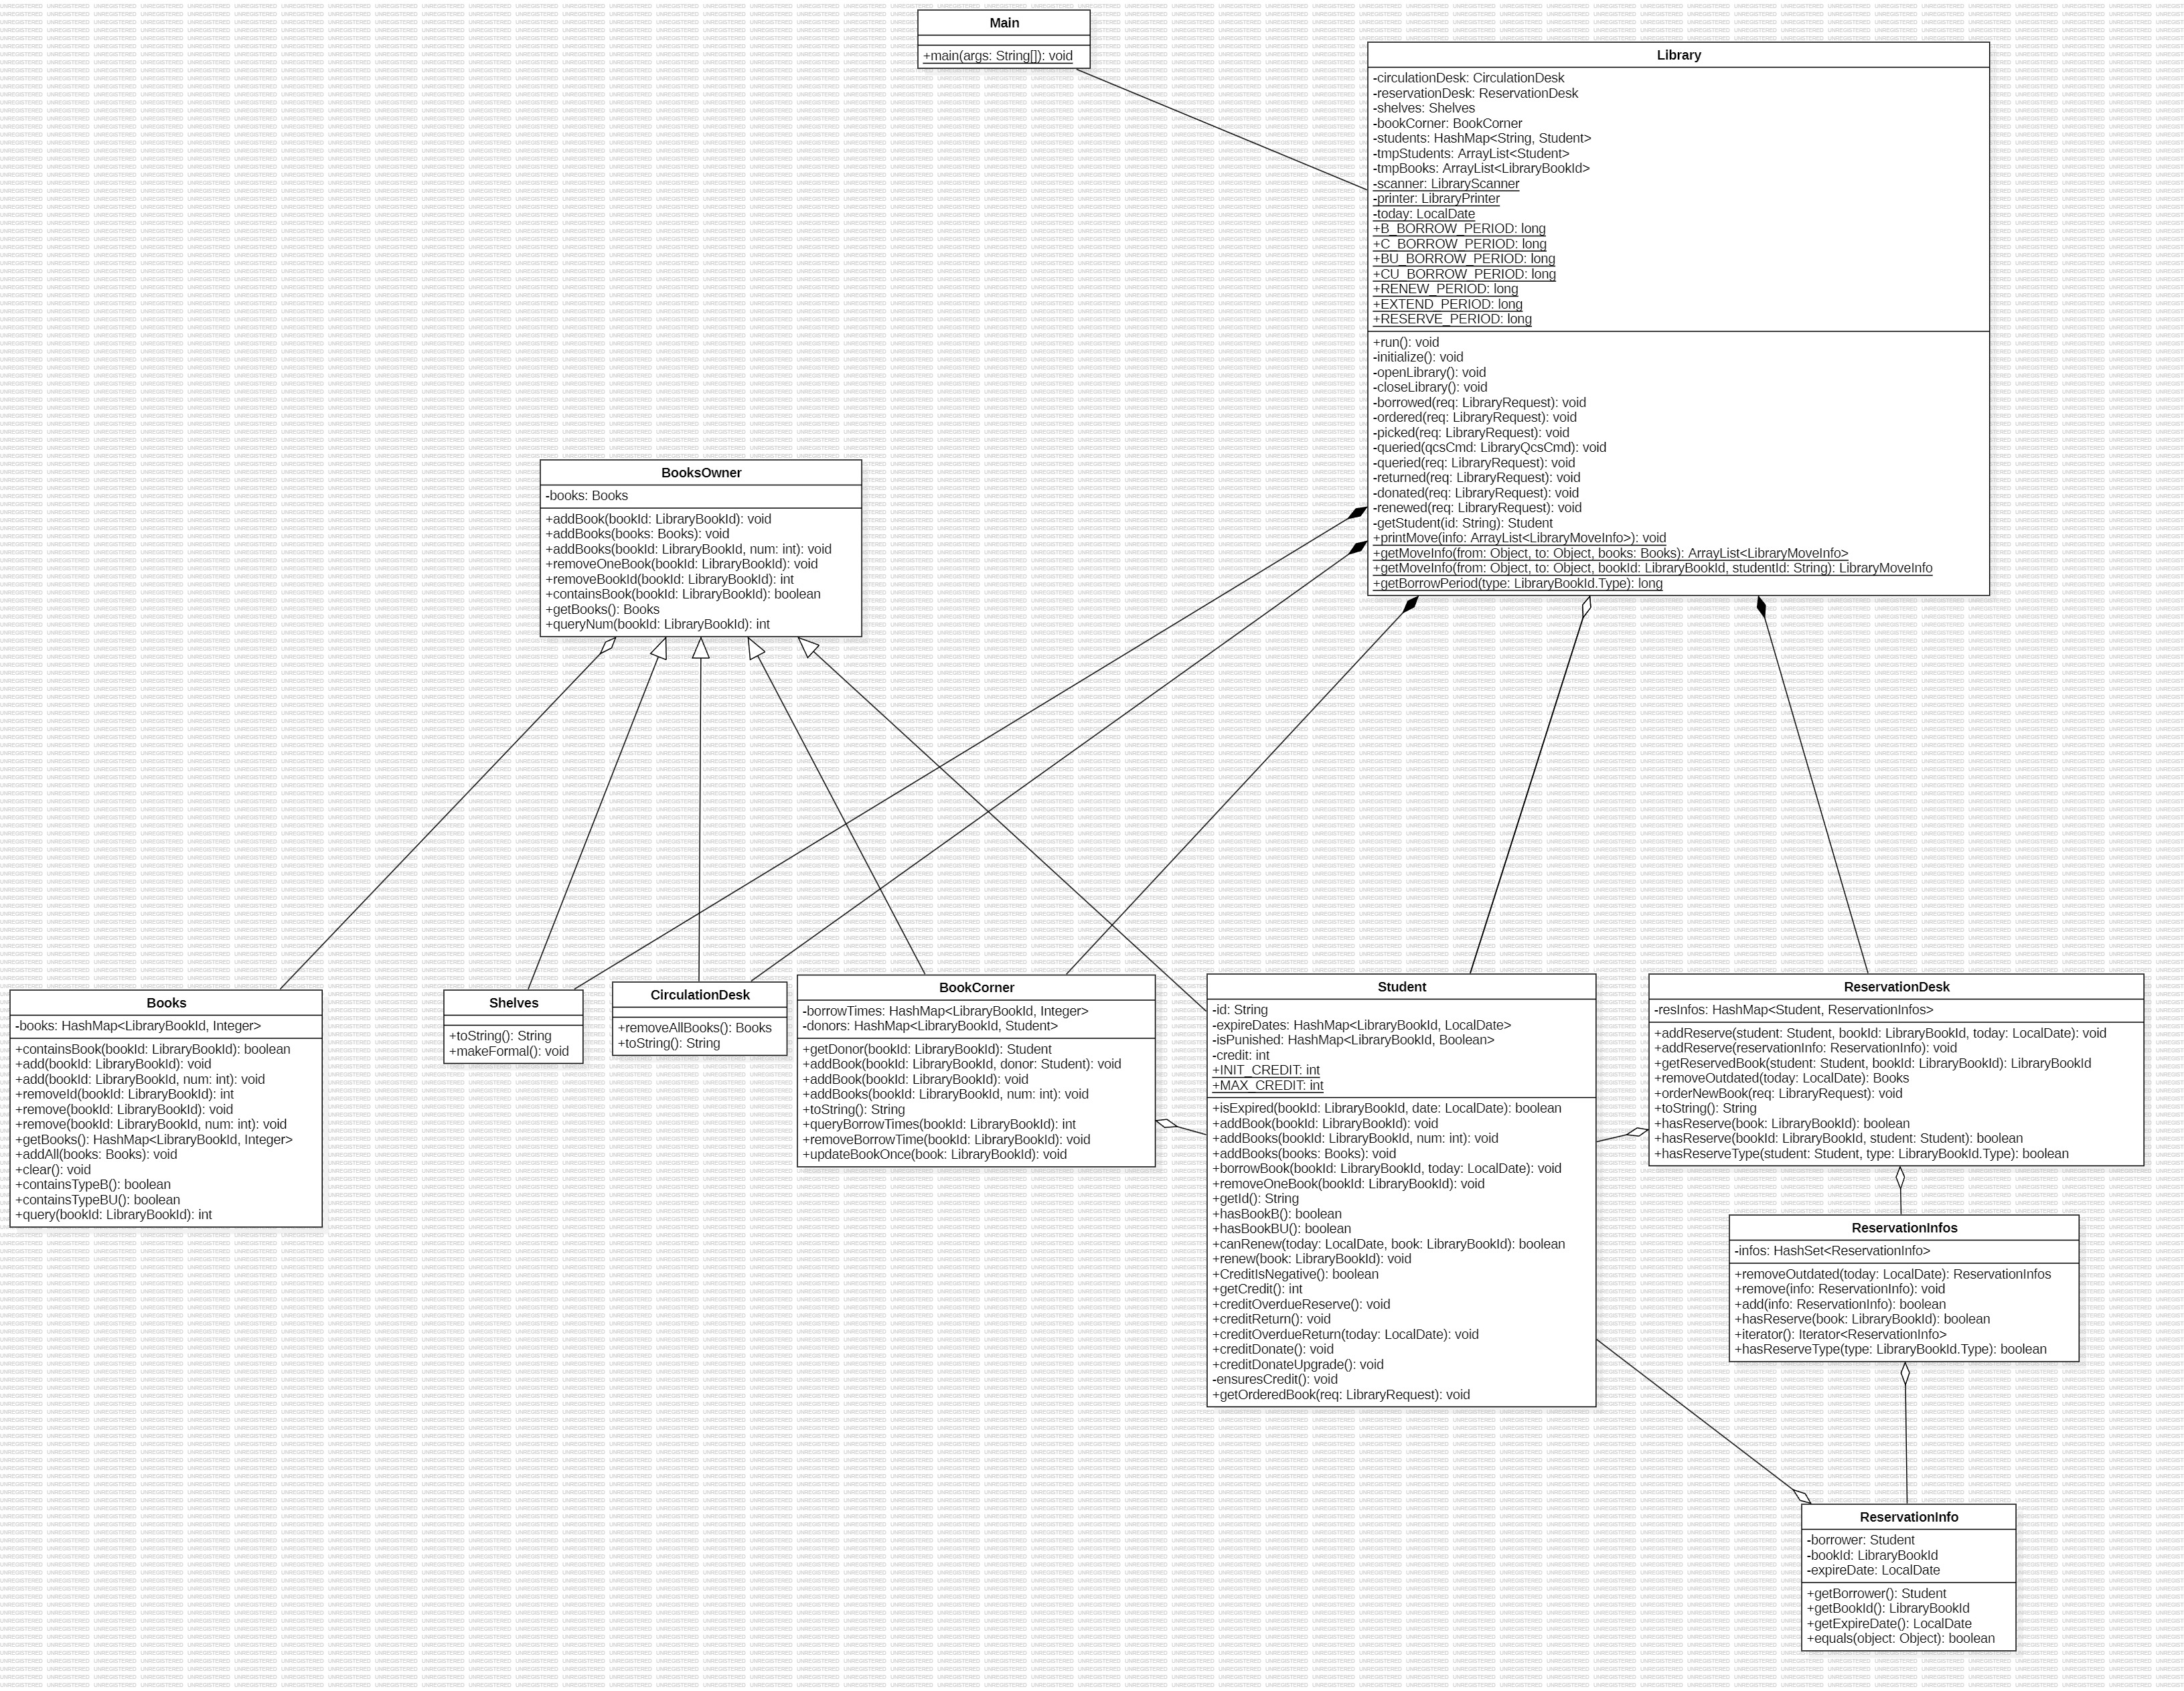 Main
+main(args: String[]): void
Library
-circulationDesk: CirculationDesk
-reservationDesk: ReservationDesk
-shelves: Shelves
-bookCorner: BookCorner
-students: HashMap<String, Student>
-tmpStudents: ArrayList<Student>
-tmpBooks: ArrayList<LibraryBookId>
-scanner: LibraryScanner
-printer: LibraryPrinter
-today: LocalDate
+B_BORROW_PERIOD: long
+C_BORROW_PERIOD: long
+BU_BORROW_PERIOD: long
+CU_BORROW_PERIOD: long
+RENEW_PERIOD: long
+EXTEND_PERIOD: long
+RESERVE_PERIOD: long
+run(): void
-initialize(): void
-openLibrary(): void
-closeLibrary(): void
-borrowed(req: LibraryRequest): void
-ordered(req: LibraryRequest): void
-picked(req: LibraryRequest): void
-queried(qcsCmd: LibraryQcsCmd): void
-queried(req: LibraryRequest): void
-returned(req: LibraryRequest): void
-donated(req: LibraryRequest): void
-renewed(req: LibraryRequest): void
-getStudent(id: String): Student
+printMove(info: ArrayList<LibraryMoveInfo>): void
+getMoveInfo(from: Object, to: Object, books: Books): ArrayList<LibraryMoveInfo>
+getMoveInfo(from: Object, to: Object, bookId: LibraryBookId, studentId: String): LibraryMoveInfo
+getBorrowPeriod(type: LibraryBookId.Type): long
BooksOwner
-books: Books
+addBook(bookId: LibraryBookId): void
+addBooks(books: Books): void
+addBooks(bookId: LibraryBookId, num: int): void
+removeOneBook(bookId: LibraryBookId): void
+removeBookId(bookId: LibraryBookId): int
+containsBook(bookId: LibraryBookId): boolean
+getBooks(): Books
+queryNum(bookId: LibraryBookId): int
Books
-books: HashMap<LibraryBookId, Integer>
+containsBook(bookId: LibraryBookId): boolean
+add(bookId: LibraryBookId): void
+add(bookId: LibraryBookId, num: int): void
+removeId(bookId: LibraryBookId): int
+remove(bookId: LibraryBookId): void
+remove(bookId: LibraryBookId, num: int): void
+getBooks(): HashMap<LibraryBookId, Integer>
+addAll(books: Books): void
+clear(): void
+containsTypeB(): boolean
+containsTypeBU(): boolean
+query(bookId: LibraryBookId): int
Shelves
+toString(): String
+makeFormal(): void
CirculationDesk
+removeAllBooks(): Books
+toString(): String
BookCorner
-borrowTimes: HashMap<LibraryBookId, Integer>
-donors: HashMap<LibraryBookId, Student>
+getDonor(bookId: LibraryBookId): Student
+addBook(bookId: LibraryBookId, donor: Student): void
+addBook(bookId: LibraryBookId): void
+addBooks(bookId: LibraryBookId, num: int): void
+toString(): String
+queryBorrowTimes(bookId: LibraryBookId): int
+removeBorrowTime(bookId: LibraryBookId): void
+updateBookOnce(book: LibraryBookId): void
Student
-id: String
-expireDates: HashMap<LibraryBookId, LocalDate>
-isPunished: HashMap<LibraryBookId, Boolean>
-credit: int
+INIT_CREDIT: int
+MAX_CREDIT: int
+isExpired(bookId: LibraryBookId, date: LocalDate): boolean
+addBook(bookId: LibraryBookId): void
+addBooks(bookId: LibraryBookId, num: int): void
+addBooks(books: Books): void
+borrowBook(bookId: LibraryBookId, today: LocalDate): void
+removeOneBook(bookId: LibraryBookId): void
+getId(): String
+hasBookB(): boolean
+hasBookBU(): boolean
+canRenew(today: LocalDate, book: LibraryBookId): boolean
+renew(book: LibraryBookId): void
+CreditIsNegative(): boolean
+getCredit(): int
+creditOverdueReserve(): void
+creditReturn(): void
+creditOverdueReturn(today: LocalDate): void
+creditDonate(): void
+creditDonateUpgrade(): void
-ensuresCredit(): void
+getOrderedBook(req: LibraryRequest): void
ReservationDesk
-resInfos: HashMap<Student, ReservationInfos>
+addReserve(student: Student, bookId: LibraryBookId, today: LocalDate): void
+addReserve(reservationInfo: ReservationInfo): void
+getReservedBook(student: Student, bookId: LibraryBookId): LibraryBookId
+removeOutdated(today: LocalDate): Books
+orderNewBook(req: LibraryRequest): void
+toString(): String
+hasReserve(book: LibraryBookId): boolean
+hasReserve(bookId: LibraryBookId, student: Student): boolean
+hasReserveType(student: Student, type: LibraryBookId.Type): boolean
ReservationInfos
-infos: HashSet<ReservationInfo>
+removeOutdated(today: LocalDate): ReservationInfos
+remove(info: ReservationInfo): void
+add(info: ReservationInfo): boolean
+hasReserve(book: LibraryBookId): boolean
+iterator(): Iterator<ReservationInfo>
+hasReserveType(type: LibraryBookId.Type): boolean
ReservationInfo
-borrower: Student
-bookId: LibraryBookId
-expireDate: LocalDate
+getBorrower(): Student
+getBookId(): LibraryBookId
+getExpireDate(): LocalDate
+equals(object: Object): boolean